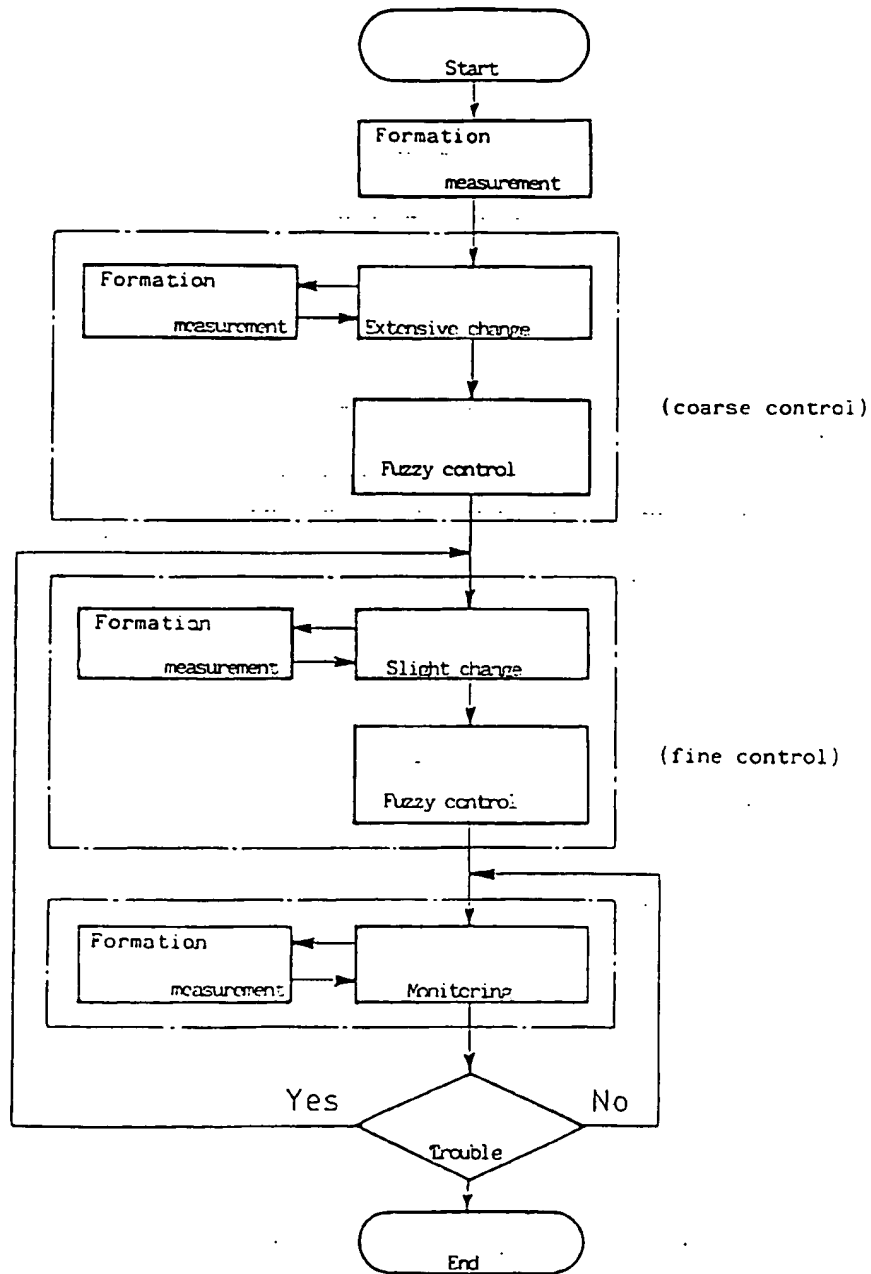 Start
Formation
measurement
Formation
measurement
Extensive change
(coarse control)
Fuzzy control
Formation
measurement
Slight change
(fine control)
Fuzzy control
Formation
measurement
Monitoring
Yes
No
Trouble
End